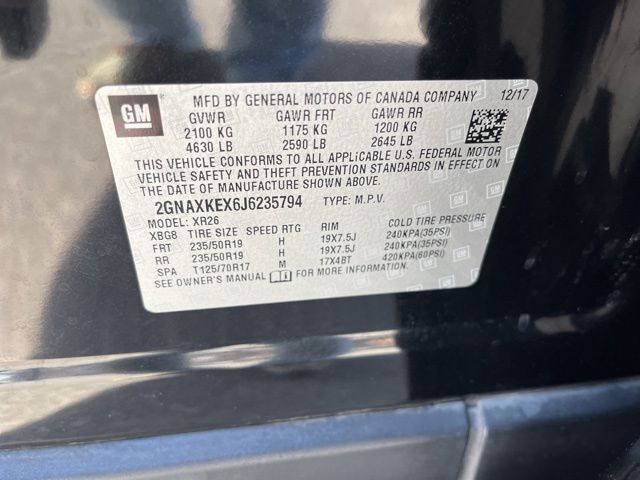 GM
MFD BY GENERAL MOTORS OF CANADA COMPANY 12/17
GVWR GAWR FRT GAWR RR
2100 KG 1175 KG 1200 KG
4630 LB 2590 LB 2645 LB
THIS VEHICLE CONFORMS TO ALL APPLICABLE U.S. FEDERAL MOTOR
VEHICLE SAFETY AND THEFT PREVENTION STANDARDS IN EFFECT ON
THE DATE OF MANUFACTURE SHOWN ABOVE.
2GNAXKEX6J6235794 TYPE: M.P.V.
MODEL: XR26
XBG8 TIRE SIZE SPEED RTG RIM COLD TIRE PRESSURE
FRT 235/50R19 H 19X7.5J 240KPA(35PSI)
RR 235/50R19 H 19X7.5J 240KPA(35PSI)
SPA T125/70R17 M 17X4BT 420KPA(60PSI)
SEE OWNER'S MANUAL FOR MORE INFORMATION.